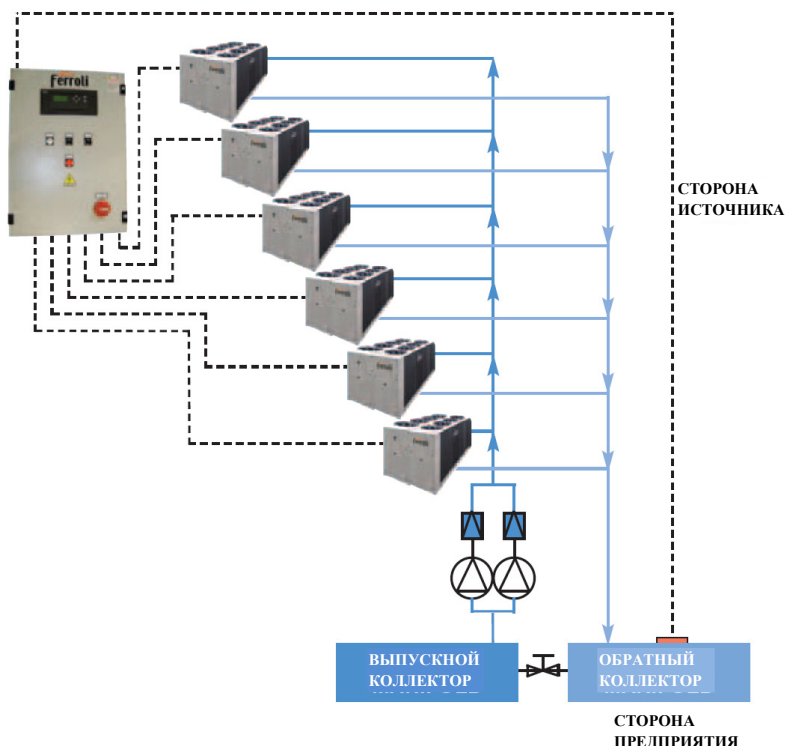 Ferroli
СТОРОНА
ИСТОЧНИКА
ВЫПУСКНОЙ
КОЛЛЕКТОР
ОБРАТНЫЙ
КОЛЛЕКТОР
СТОРОНА
ПРЕДПРИЯТИЯ